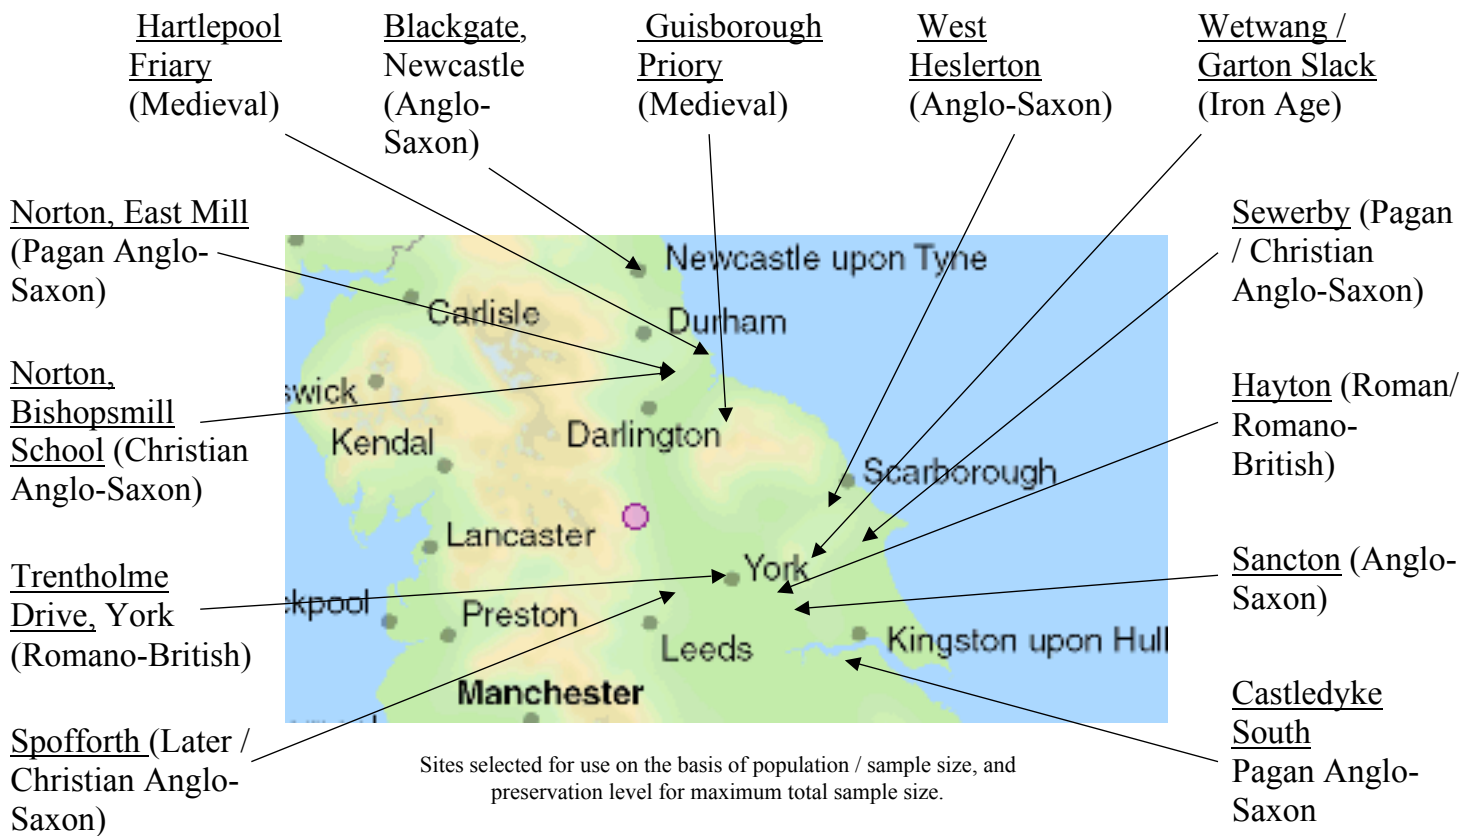 Hartlepool
Friary
(Medieval)
Blackgate,
Newcastle
(Anglo-
Saxon)
Guisborough
Priory
(Medieval)
West
Heslerton
(Anglo-Saxon)
Wetwang /
Garton Slack
(Iron Age)
Norton, East Mill
(Pagan Anglo-
Saxon)
Norton,
Bishopsmill
School (Christian
Anglo-Saxon)
Trentholme
Drive, York
(Romano-British)
Spofforth (Later /
Christian Anglo-
Saxon)
Newcastle upon Tyne
Carlisle
Durham
swick
Kendal
Darlington
Scarborough
Lancaster
York
ckpool
Preston
Leeds
Kingston upon Hull
Manchester
Sewerby (Pagan
/ Christian
Anglo-Saxon)
Hayton (Roman/
Romano-
British)
Sancton (Anglo-
Saxon)
Castledyke
South
Pagan Anglo-
Saxon
Sites selected for use on the basis of population / sample size, and
preservation level for maximum total sample size.